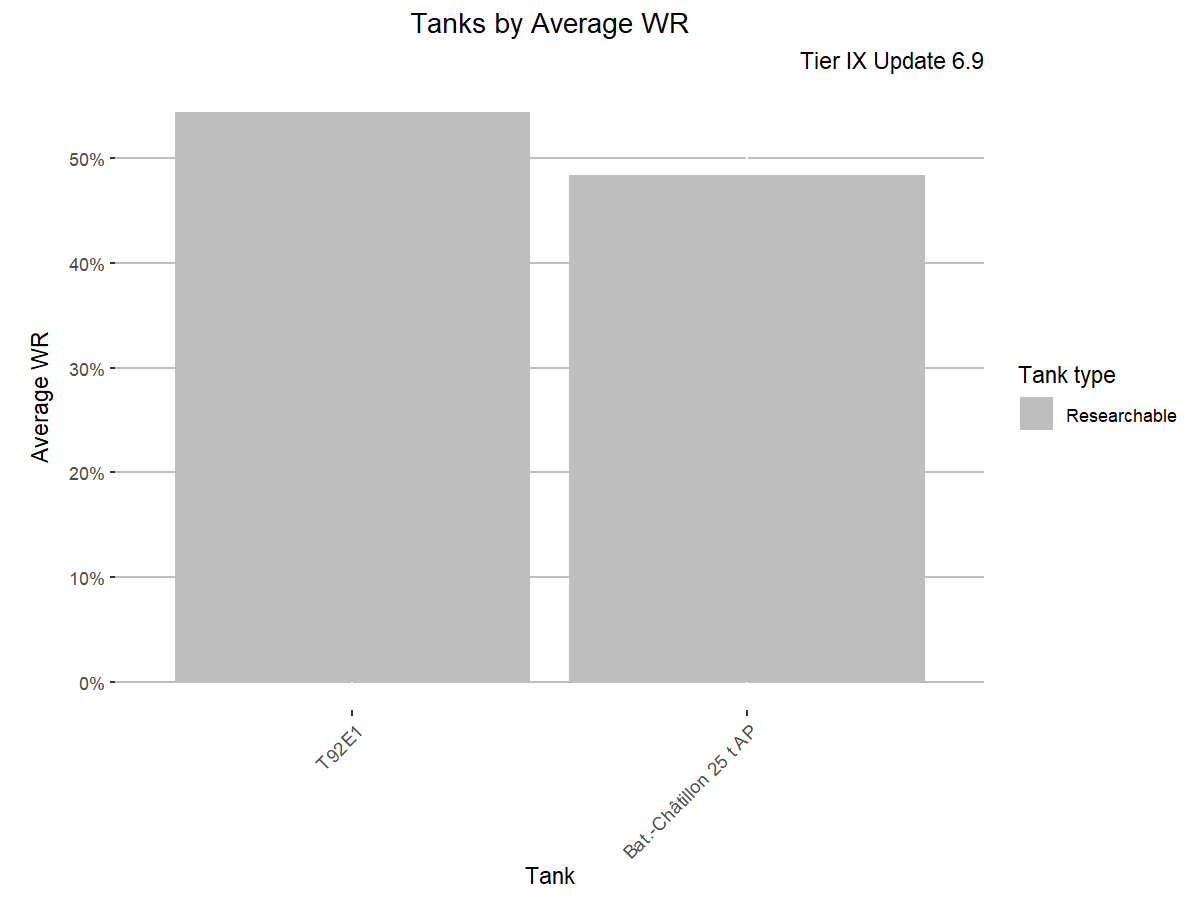 Tanks by Average WR
Tier IX Update 6.9
Average WR
50%
40%
30%
20%
10%
0%
T92E1
Bat.-Châtillon 25 t AP
Tank
Tank type
Researchable